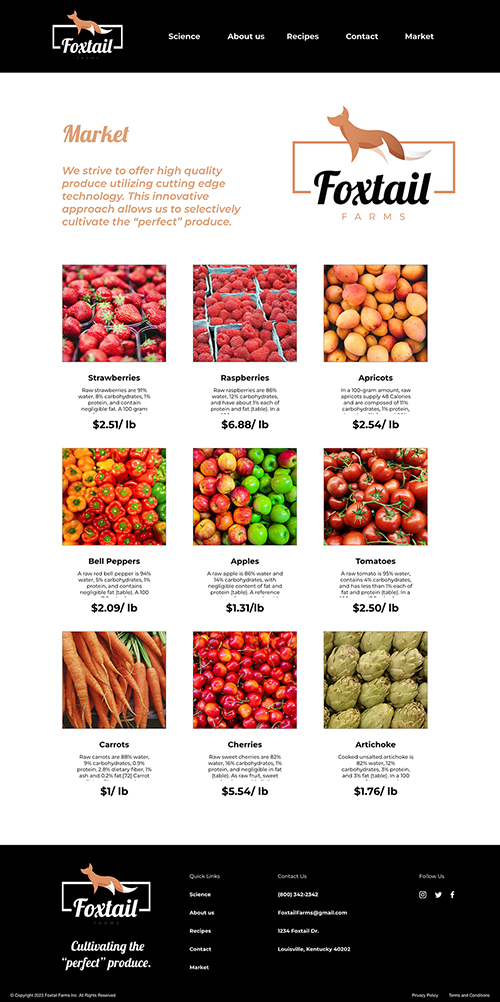 Foxtail
FARMS
Science About us Recipes Contact Market
Market
We strive to offer high quality
produce utilizing cutting edge
technology. This innovative
approach allows us to selectively
cultivate the “perfect” produce.
Foxtail
FARMS
Strawberries
Raw strawberries are 91%
water, 8% carbohydrates, 1%
protein, and contain
negligible fat. A 100 gram
$2.51/ lb
Raspberries
Raw raspberries are 86%
water, 12% carbohydrates,
and have about 1% each of
protein and fat (table). In a
$6.88/ lb
Apricots
In a 100-gram amount, raw
apricots supply 48 Calories
and are composed of 11%
carbohydrates, 1% protein,
$2.54/ lb
Bell Peppers
A raw red bell pepper is 94%
water, 5% carbohydrates, 1%
protein, and contains
negligible fat (table). A 100
$2.09/ lb
Apples
A raw apple is 86% water and
14% carbohydrates, with
negligible content of fat and
protein (table). A reference
$1.31/lb
Tomatoes
A raw tomato is 95% water,
contains 4% carbohydrates,
and has less than 1% each of
fat and protein (table). In a
$2.50/ lb
Carrots
Raw carrots are 88% water,
9% carbohydrates, 0.9%
protein, 2.8% dietary fiber, 1%
ash and 0.2% fat.[72] Carrot
$1/ lb
Cherries
Raw sweet cherries are 82%
water, 16% carbohydrates, 1%
protein, and negligible in fat
(table). As raw fruit, sweet
$5.54/ lb
Artichoke
Cooked unsalted artichoke is
82% water, 12%
carbohydrates, 3% protein,
and 3% fat (table). In a 100
$1.76/ lb
Foxtail
FARMS
Cultivating the
“perfect” produce.
Quick Links
Science
About us
Recipes
Contact
Market
Contact Us
(800) 342-2342
FoxtailFarms@gmail.com
1234 Foxtail Dr.
Louisville, Kentucky 40202
Follow Us
© Copyright 2023 Foxtail Farms Inc. All Rights Reserved
Privacy Policy Terms and Conditions